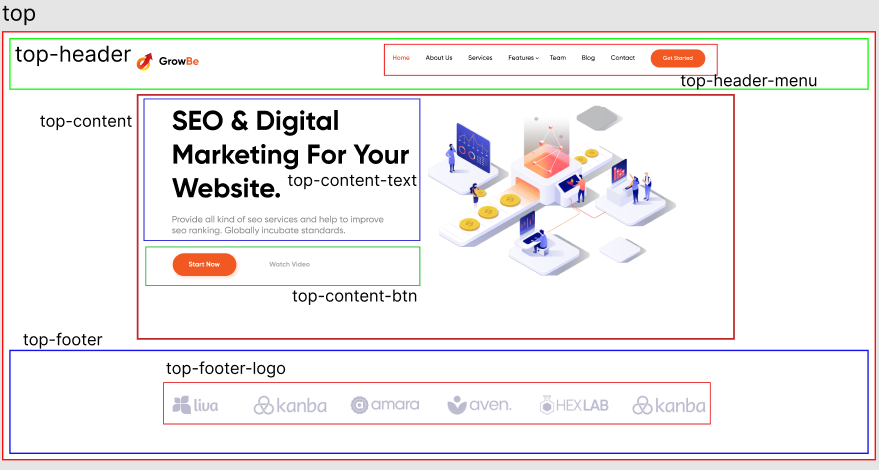 top
top-header
GrowBe
Home About Us Services Features Team Blog Contact Get Started
top-header-menu
top-content
SEO & Digital
Marketing For Your
Website.
top-content-text
Provide all kind of seo services and help to improve
seo ranking. Globally incubate standards.
Start Now Watch Video
top-content-btn
top-footer
top-footer-logo
liva kanba amara aven. HEXLAB kanba